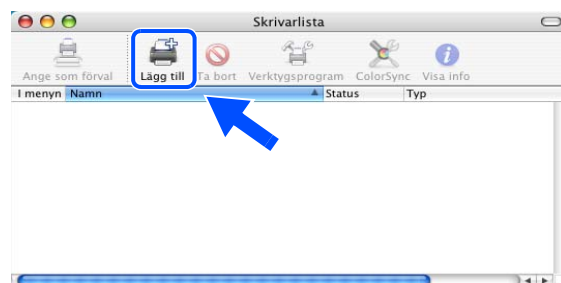 Skrivarlista
Ange som förval Lägg till Ta bort Verktygsprogram ColorSync Visa info
I menyn Namn Status Typ